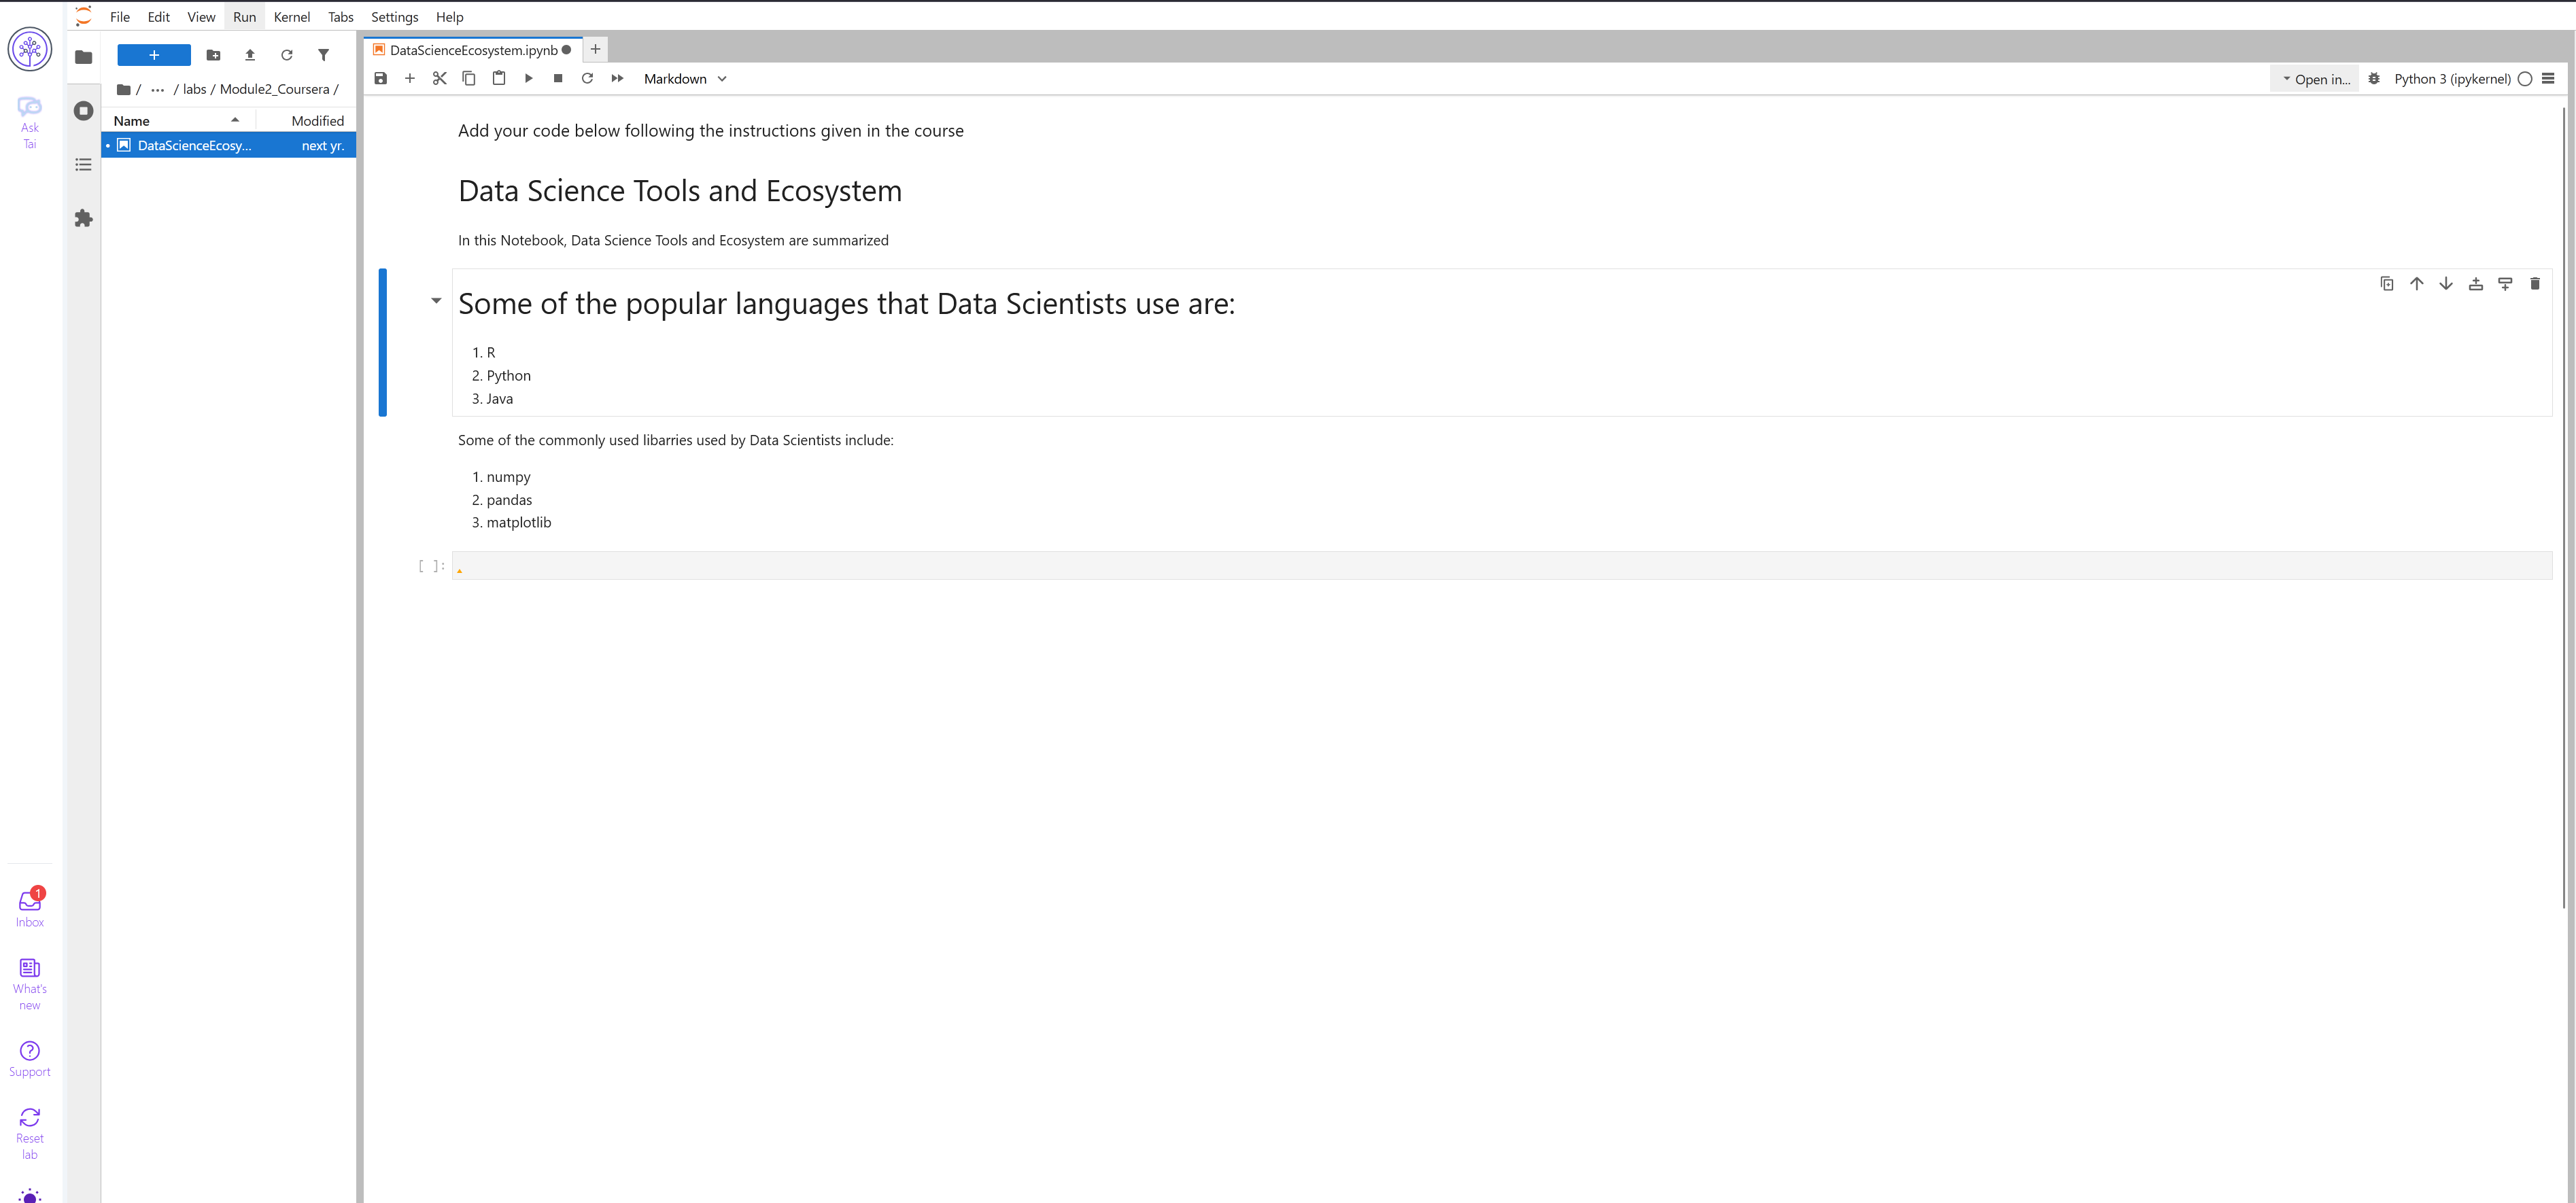 File Edit View Run Kernel Tabs Settings Help
Ask
Tai
+
/ ... / labs / Module2_Coursera /
Name Modified
DataScienceEcosy... next yr.
DataScienceEcosystem.ipynb
Markdown
Open in... Python 3 (ipykernel)
Add your code below following the instructions given in the course
Data Science Tools and Ecosystem
In this Notebook, Data Science Tools and Ecosystem are summarized
Some of the popular languages that Data Scientists use are:
1. R
2. Python
3. Java
Some of the commonly used libarries used by Data Scientists include:
1. numpy
2. pandas
3. matplotlib
[ ]:
1
Inbox
What's
new
Support
Reset
lab